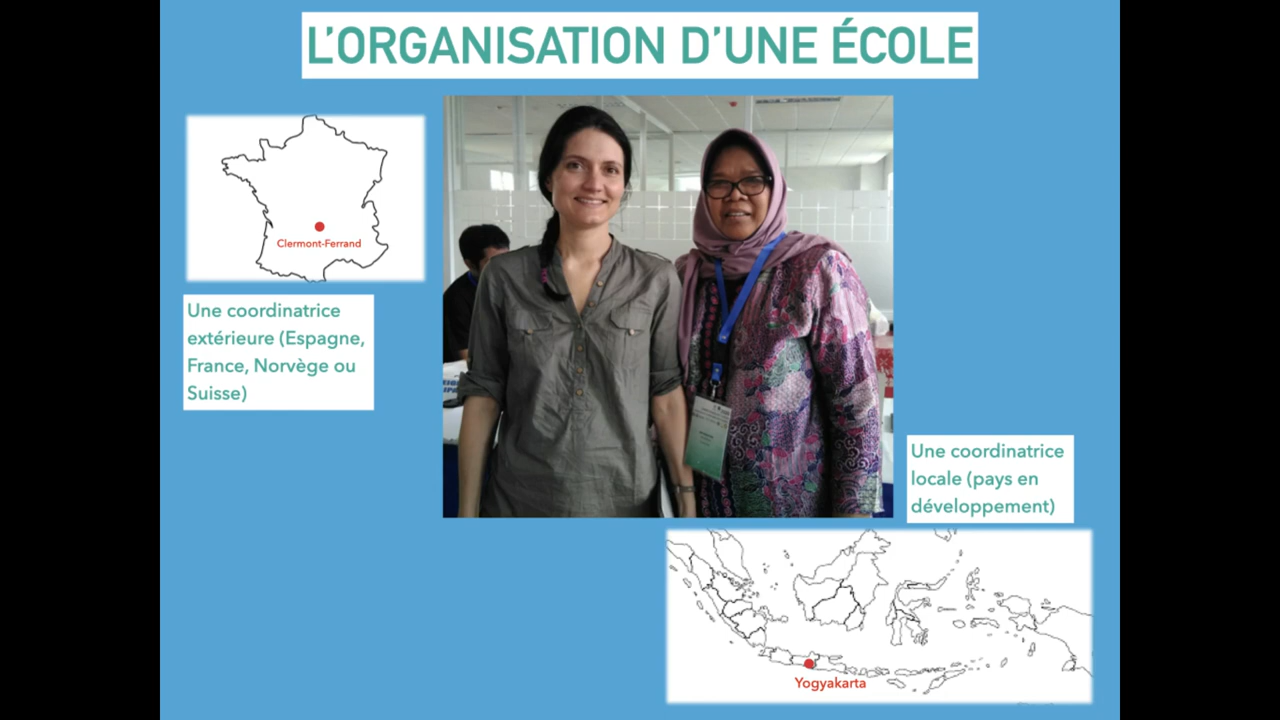 L'ORGANISATION D'UNE ÉCOLE
Clermont-Ferrand
Une coordinatrice
extérieure (Espagne,
France, Norvège ou
Suisse)
Une coordinatrice
locale (pays en
développement)
Yogyakarta